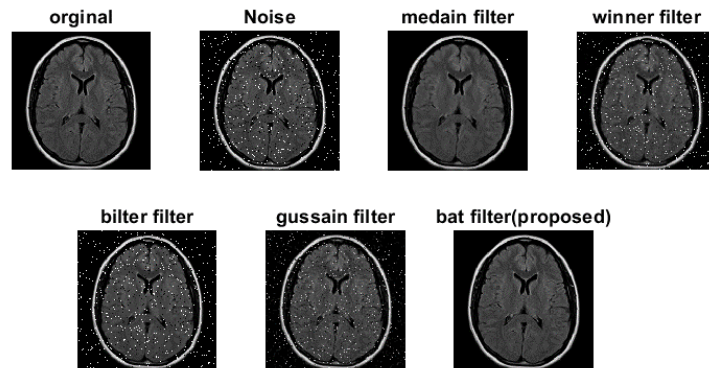 orginal
Noise
medain filter
winner filter
bilter filter
gussain filter
bat filter(proposed)